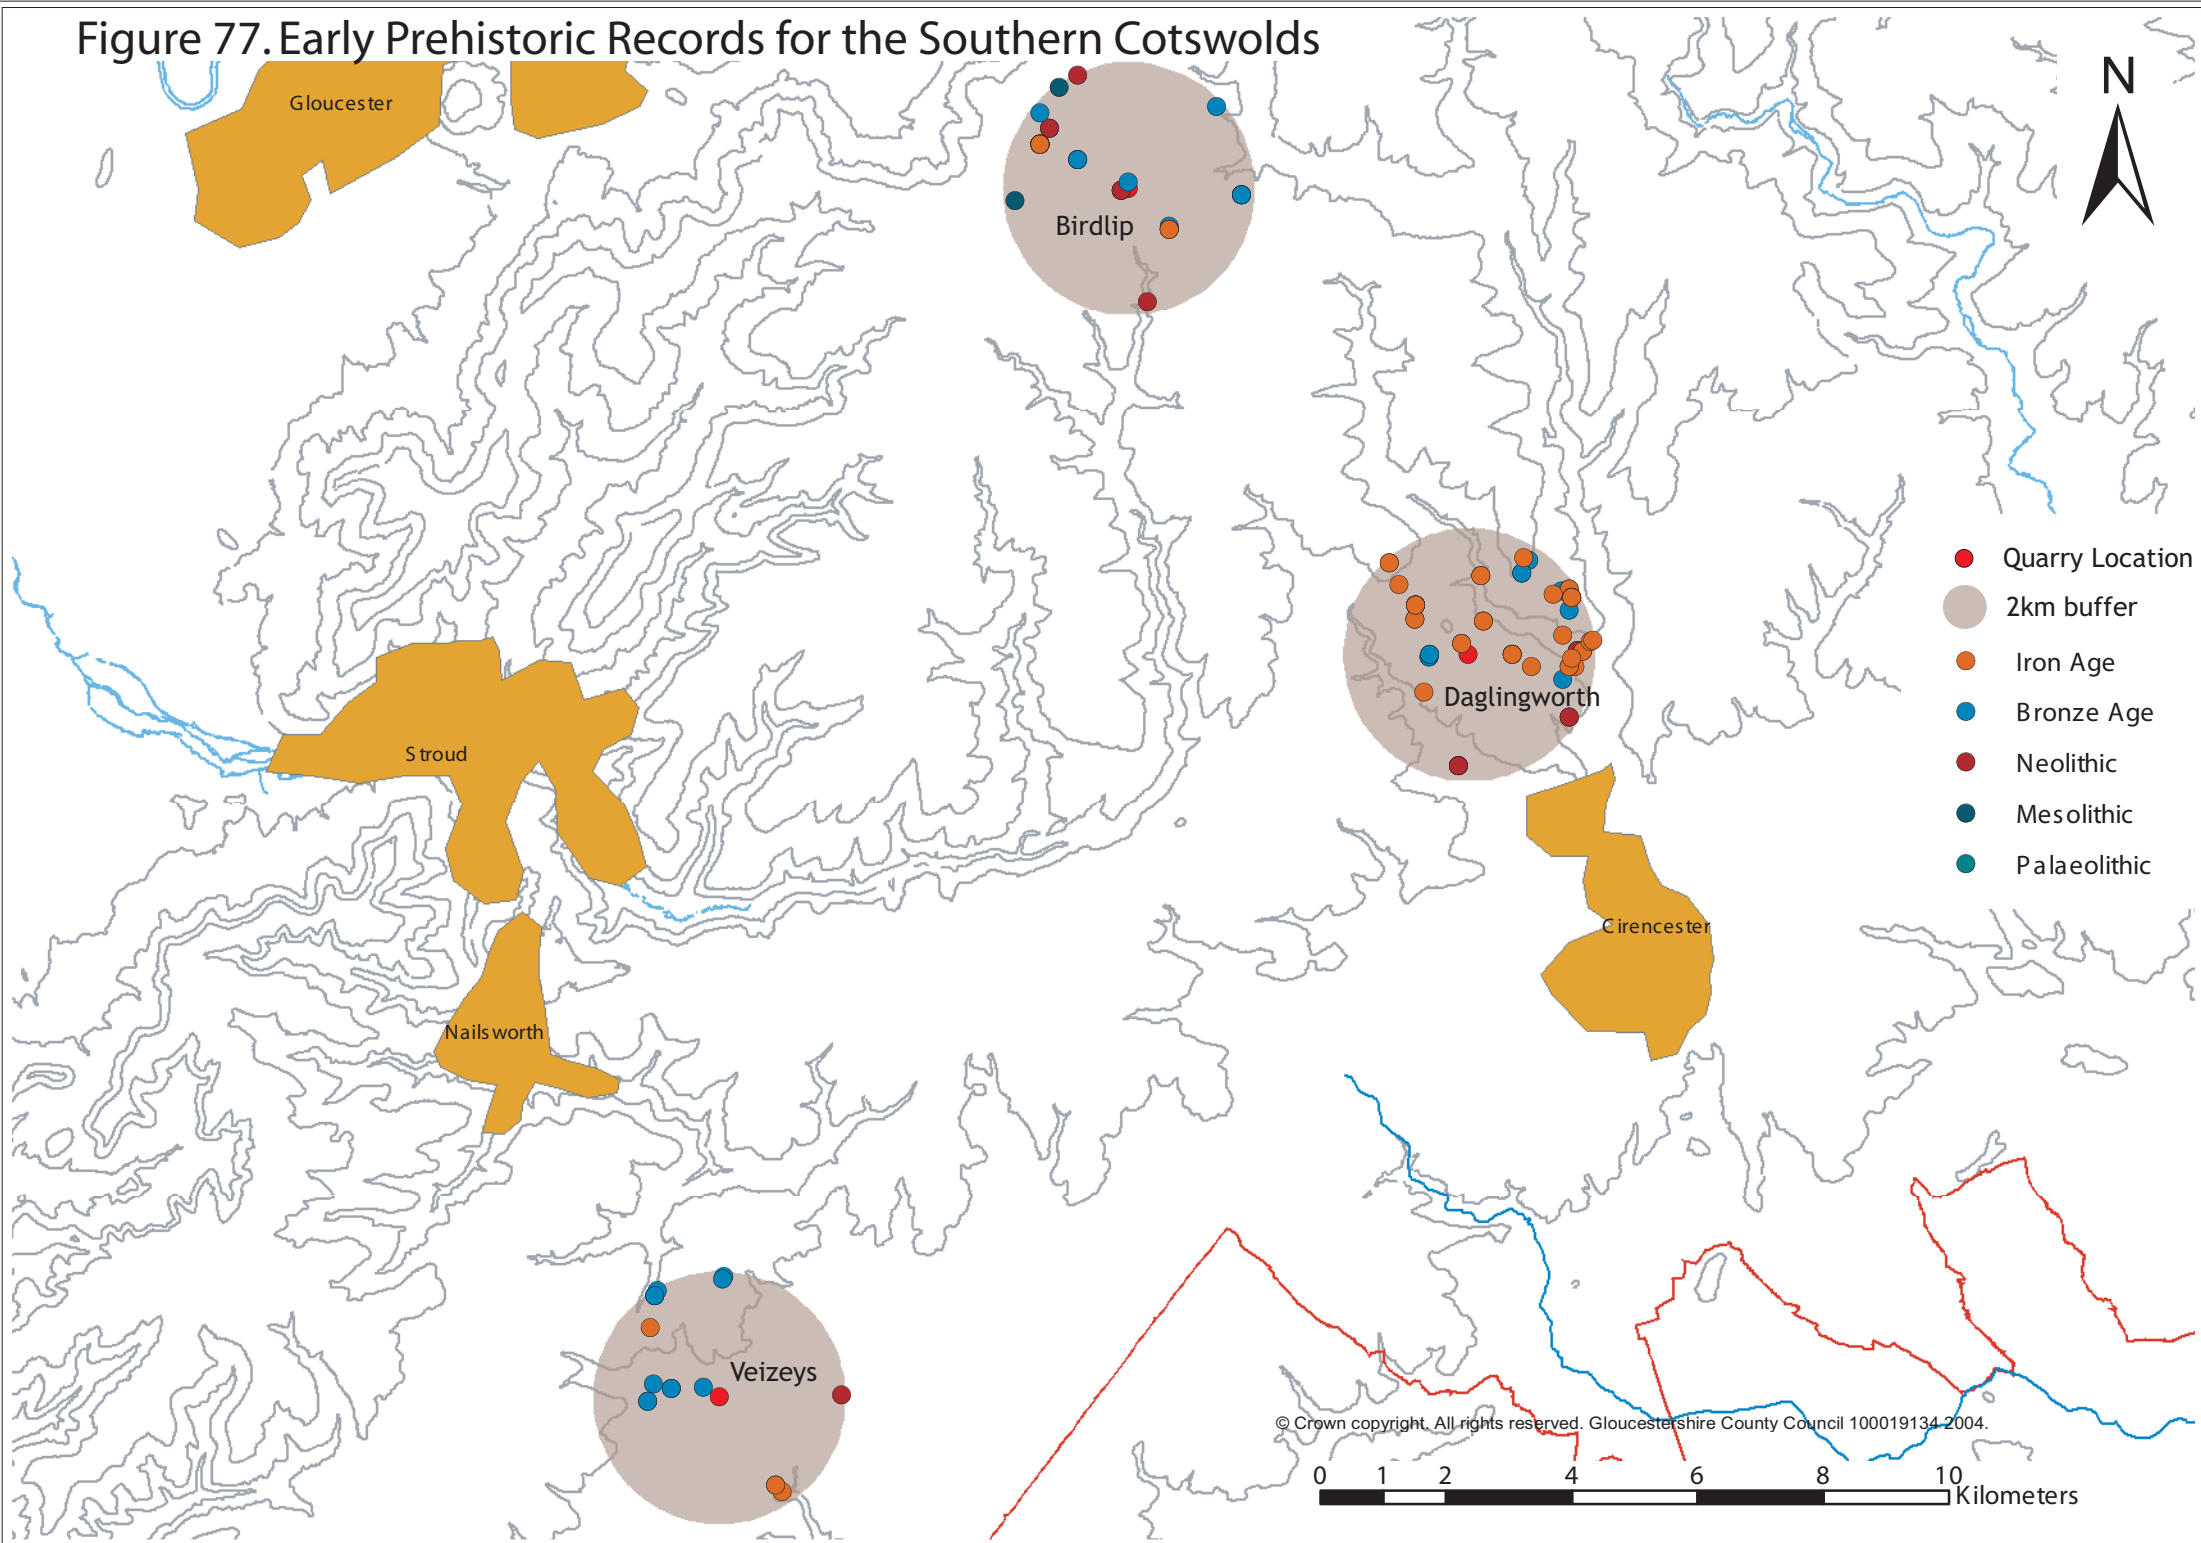 Figure 77. Early Prehistoric Records for the Southern Cotswolds
N
Gloucester
Birdlip
Quarry Location
2km buffer
Iron Age
Bronze Age
Neolithic
Mesolithic
Palaeolithic
Daglingworth
Stroud
Cirencester
Nailsworth
Veizeys
© Crown copyright. All rights reserved. Gloucestershire County Council 100019134 2004.
0 1 2 4 6 8 10
Kilometers